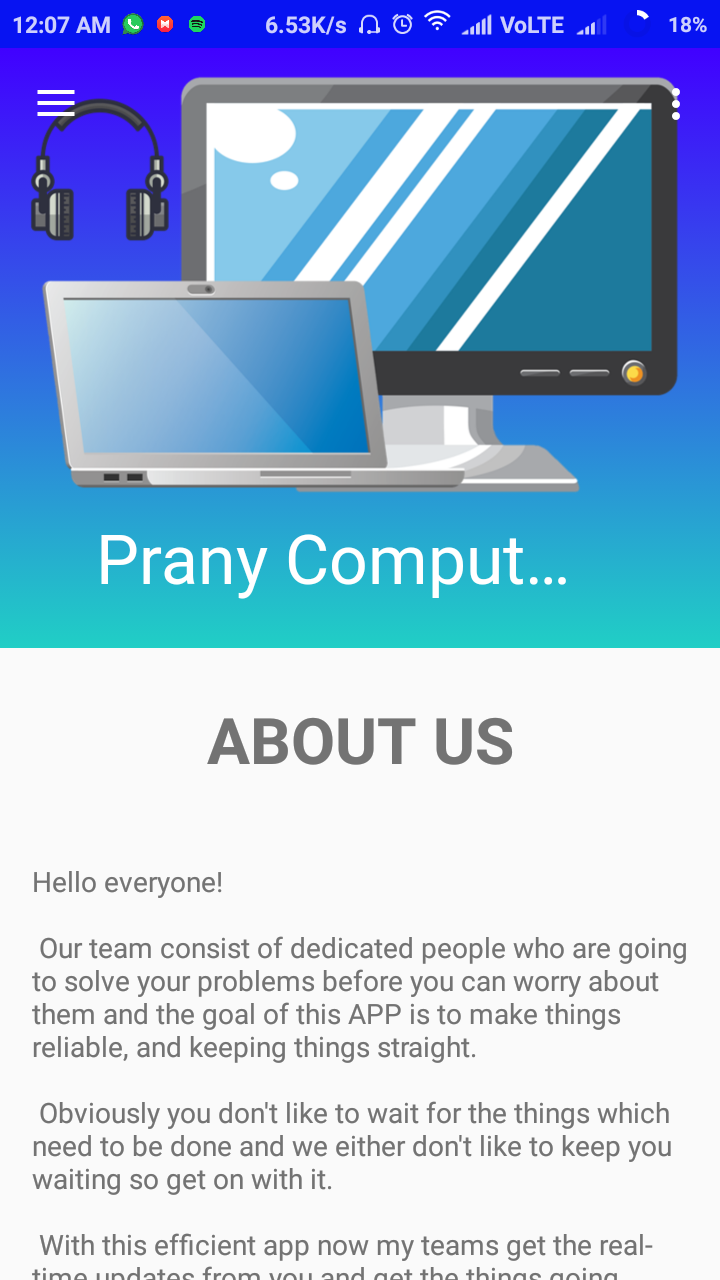 12:07 AM 6.53K/s VoLTE 18%
Prany Comput...
ABOUT US
Hello everyone!
Our team consist of dedicated people who are going
to solve your problems before you can worry about
them and the goal of this APP is to make things
reliable, and keeping things straight.
Obviously you don't like to wait for the things which
need to be done and we either don't like to keep you
waiting so get on with it.
With this efficient app now my teams get the real-
time updates from you and get the things going